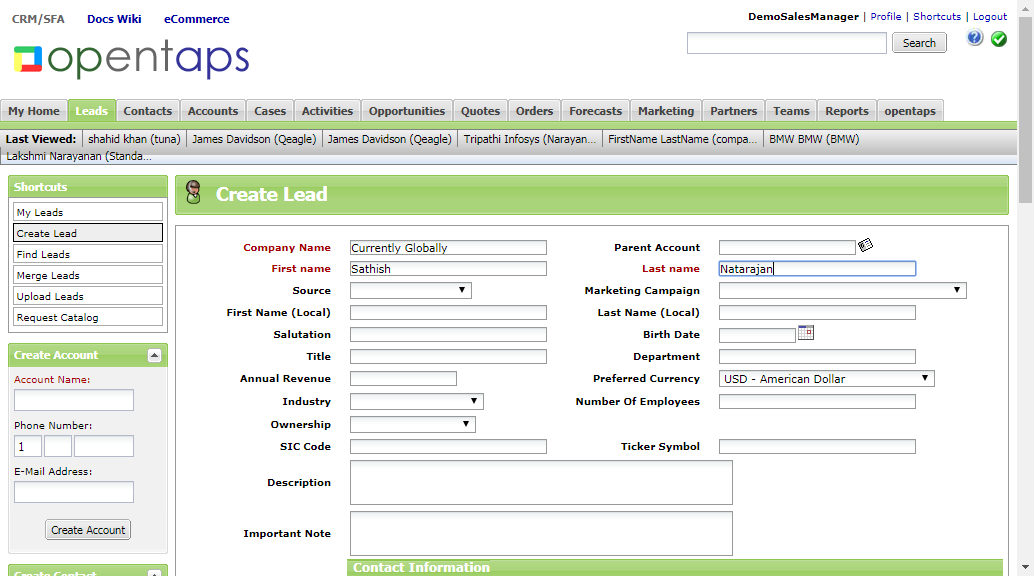 CRM/SFA Docs Wiki eCommerce
DemoSalesManager | Profile | Shortcuts | Logout
opentaps
Search
My Home Leads Contacts Accounts Cases Activities Opportunities Quotes Orders Forecasts Marketing Partners Teams Reports opentaps
Last Viewed: shahid khan (tuna) James Davidson (Qeagle) James Davidson (Qeagle) Tripathi Infosys (Narayan... FirstName LastName (compa... BMW BMW (BMW)
Lakshmi Narayanan (Standa...
Shortcuts
My Leads
Create Lead
Find Leads
Merge Leads
Upload Leads
Request Catalog
Create Account
Account Name:
Phone Number:
1
E-Mail Address:
Create Account
Create Contact
Create Lead
Company Name Currently Globally Parent Account
First name Sathish Last name Natarajan
Source Marketing Campaign
First Name (Local) Last Name (Local)
Salutation Birth Date
Title Department
Annual Revenue Preferred Currency USD - American Dollar
Industry Number Of Employees
Ownership
SIC Code Ticker Symbol
Description
Important Note
Contact Information